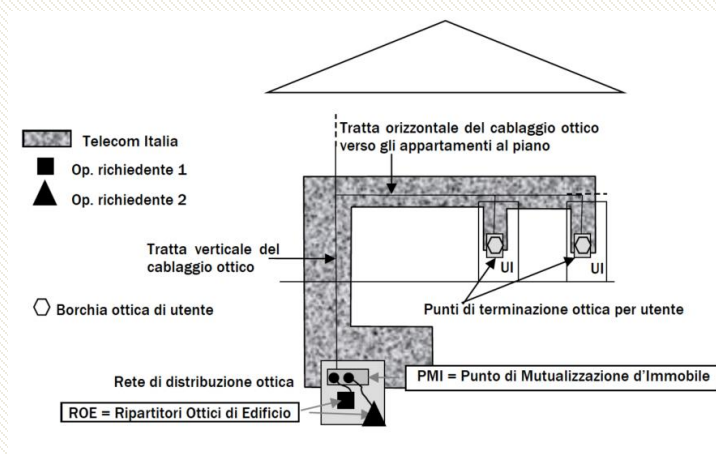 Tratta orizzontale del cablaggio ottico
verso gli appartamenti al piano
Telecom Italia
Op. richiedente 1
Op. richiedente 2
Tratta verticale del
cablaggio ottico
UI
UI
Borchia ottica di utente
Punti di terminazione ottica per utente
Rete di distribuzione ottica
PMI = Punto di Mutualizzazione d'Immobile
ROE = Ripartitori Ottici di Edificio